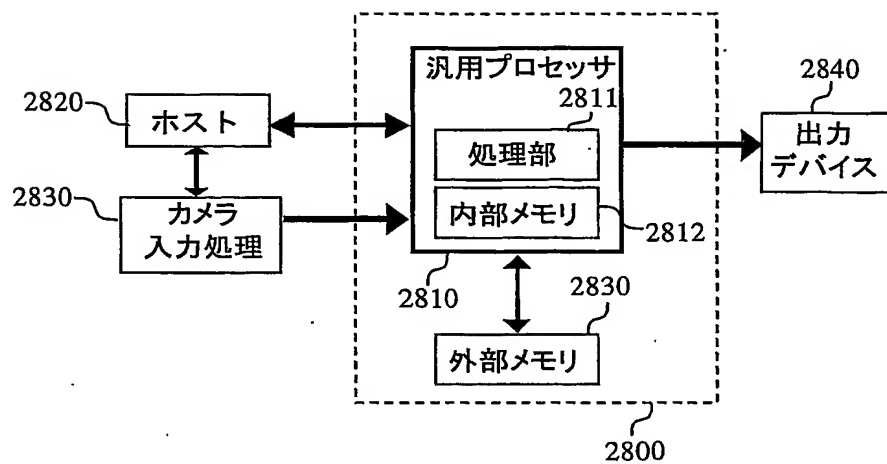 汎用プロセッサ
2811
処理部
内部メモリ
2812
2810
2820
ホスト
2830
カメラ
入力処理
2840
出力
デバイス
2830
外部メモリ
2800